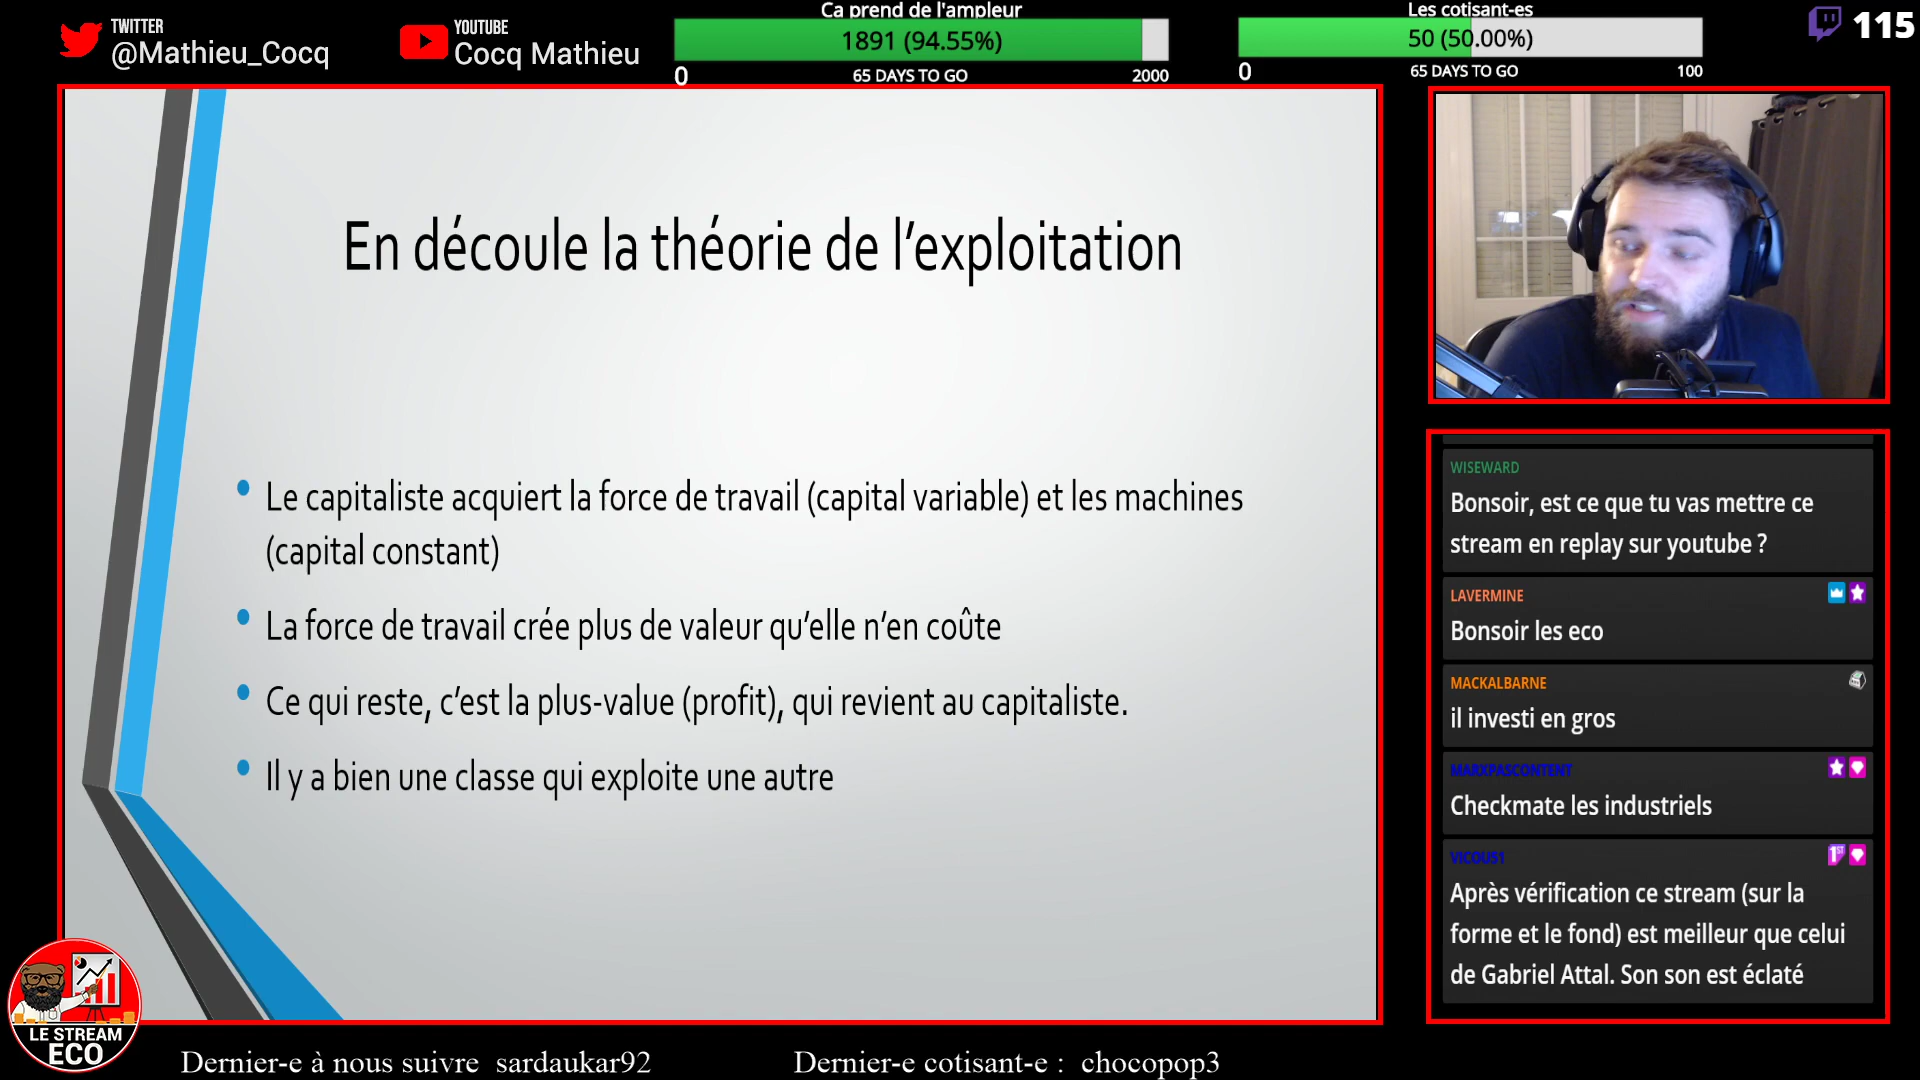 TWITTER
@Mathieu_Cocq
YOUTUBE
Cocq Mathieu
Ca prend de l'ampleur
1891 (94.55%)
0
65 DAYS TO GO
2000
Les cotisant-es
50 (50.00%)
0
65 DAYS TO GO
100
115
En découle la théorie de l’exploitation
• Le capitaliste acquiert la force de travail (capital variable) et les machines
(capital constant)
• La force de travail crée plus de valeur qu’elle n’en coûte
• Ce qui reste, c’est la plus-value (profit), qui revient au capitaliste.
• Il y a bien une classe qui exploite une autre
WISEWARD
Bonsoir, est ce que tu vas mettre ce
stream en replay sur youtube ?
LAVERMINE
Bonsoir les eco
MACKALBARNE
il investi en gros
MARXPASCONTENT
Checkmate les industriels
VICOUS1
1ST
Après vérification ce stream (sur la
forme et le fond) est meilleur que celui
de Gabriel Attal. Son son est éclaté
LE STREAM
ECO
Dernier-e à nous suivre sardaukar92
Dernier-e cotisant-e : chocopop3